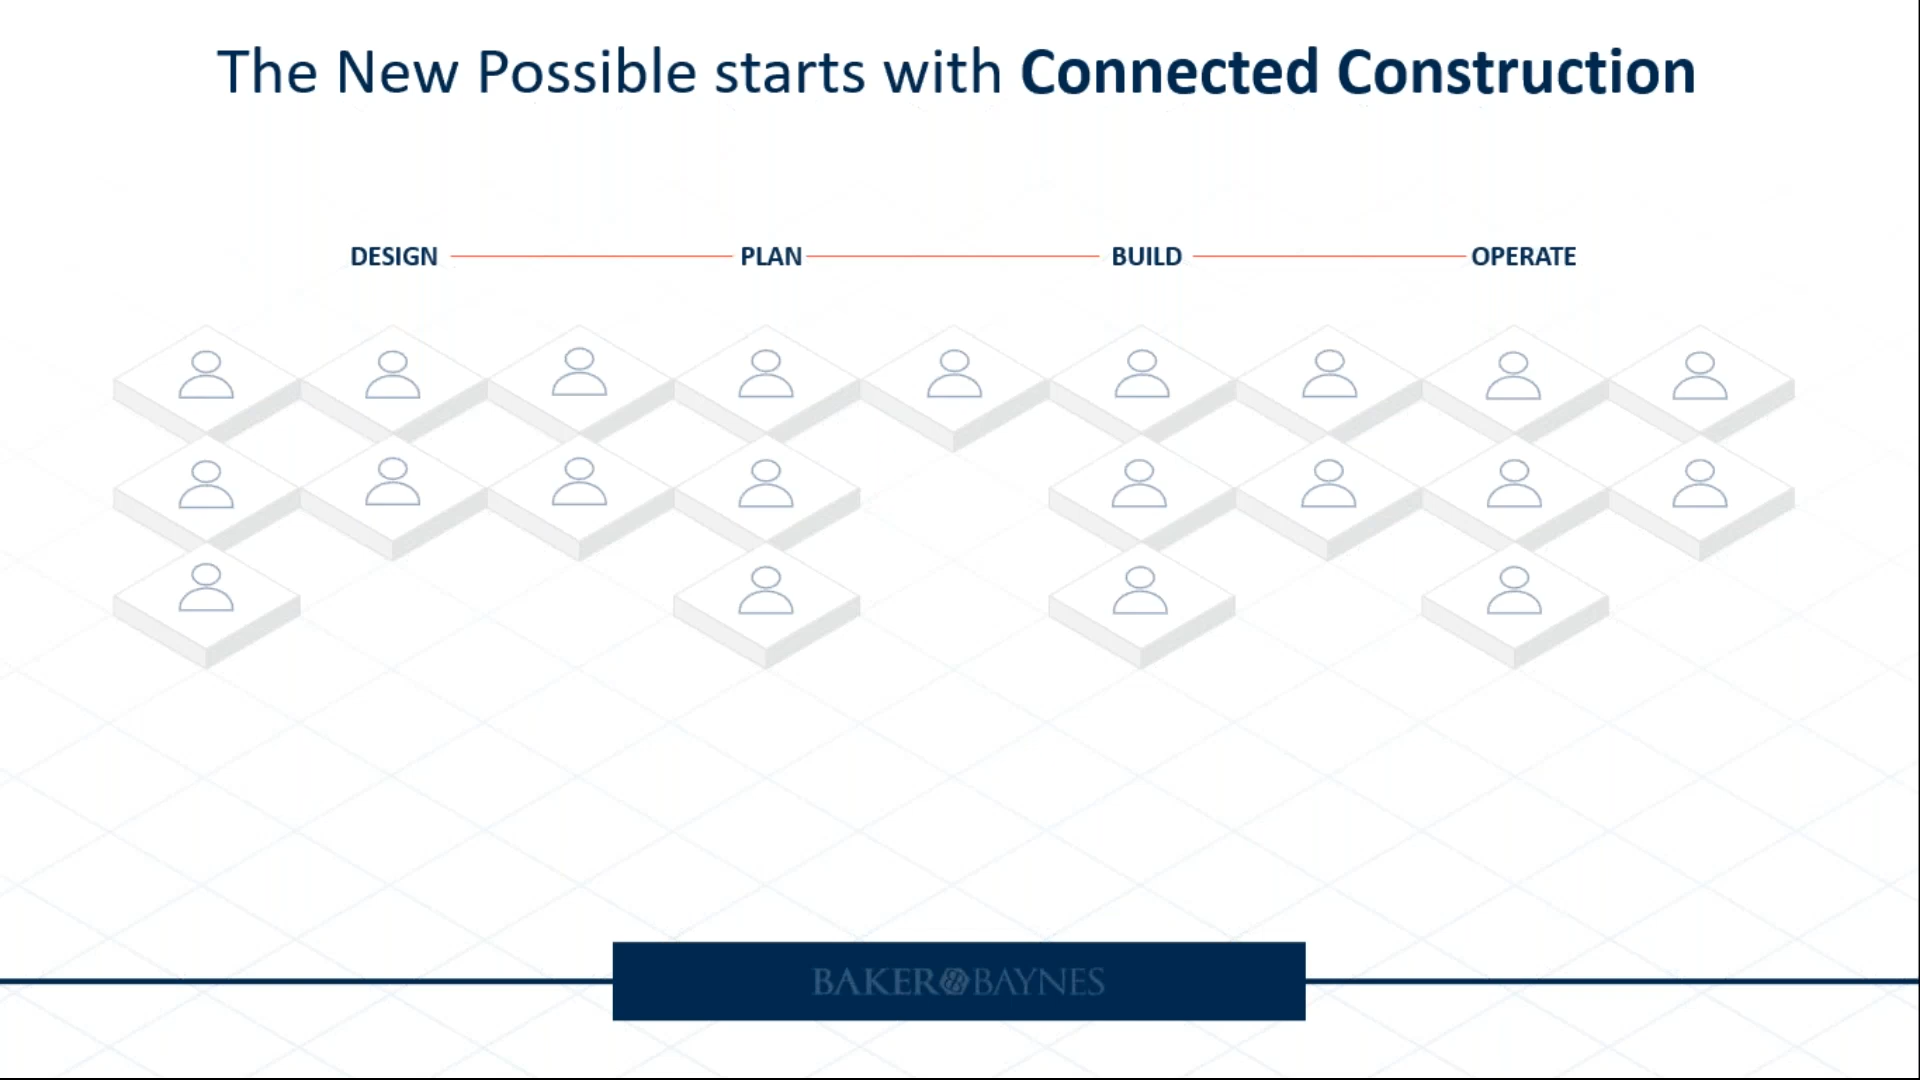 The New Possible starts with Connected Construction
DESIGN PLAN BUILD OPERATE
BAKER BAYNES